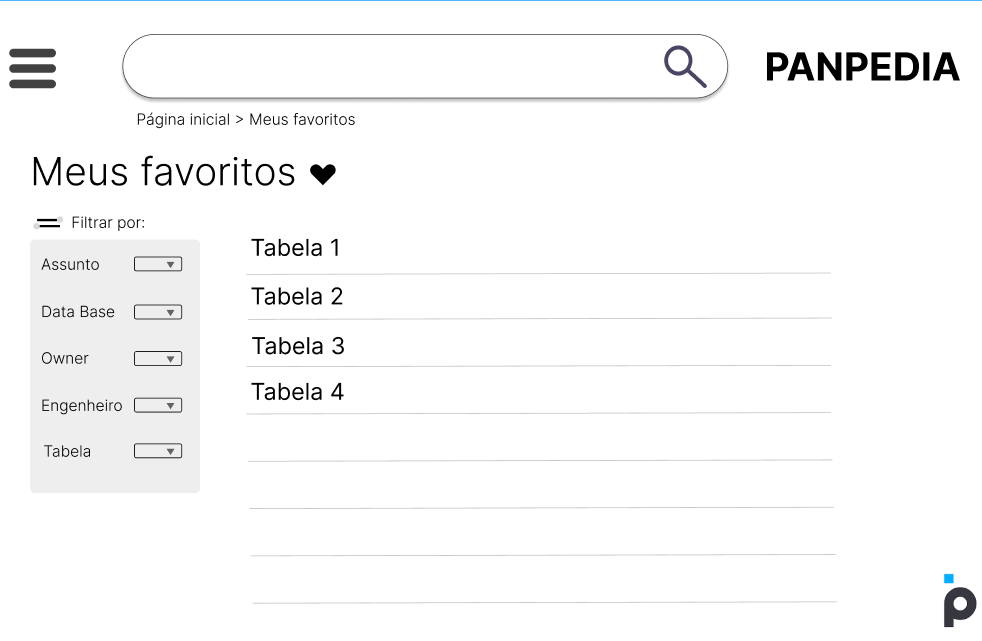 PANPEDIA
Página inicial > Meus favoritos
Meus favoritos
Filtrar por:
Assunto
Data Base
Owner
Engenheiro
Tabela
Tabela 1
Tabela 2
Tabela 3
Tabela 4
p